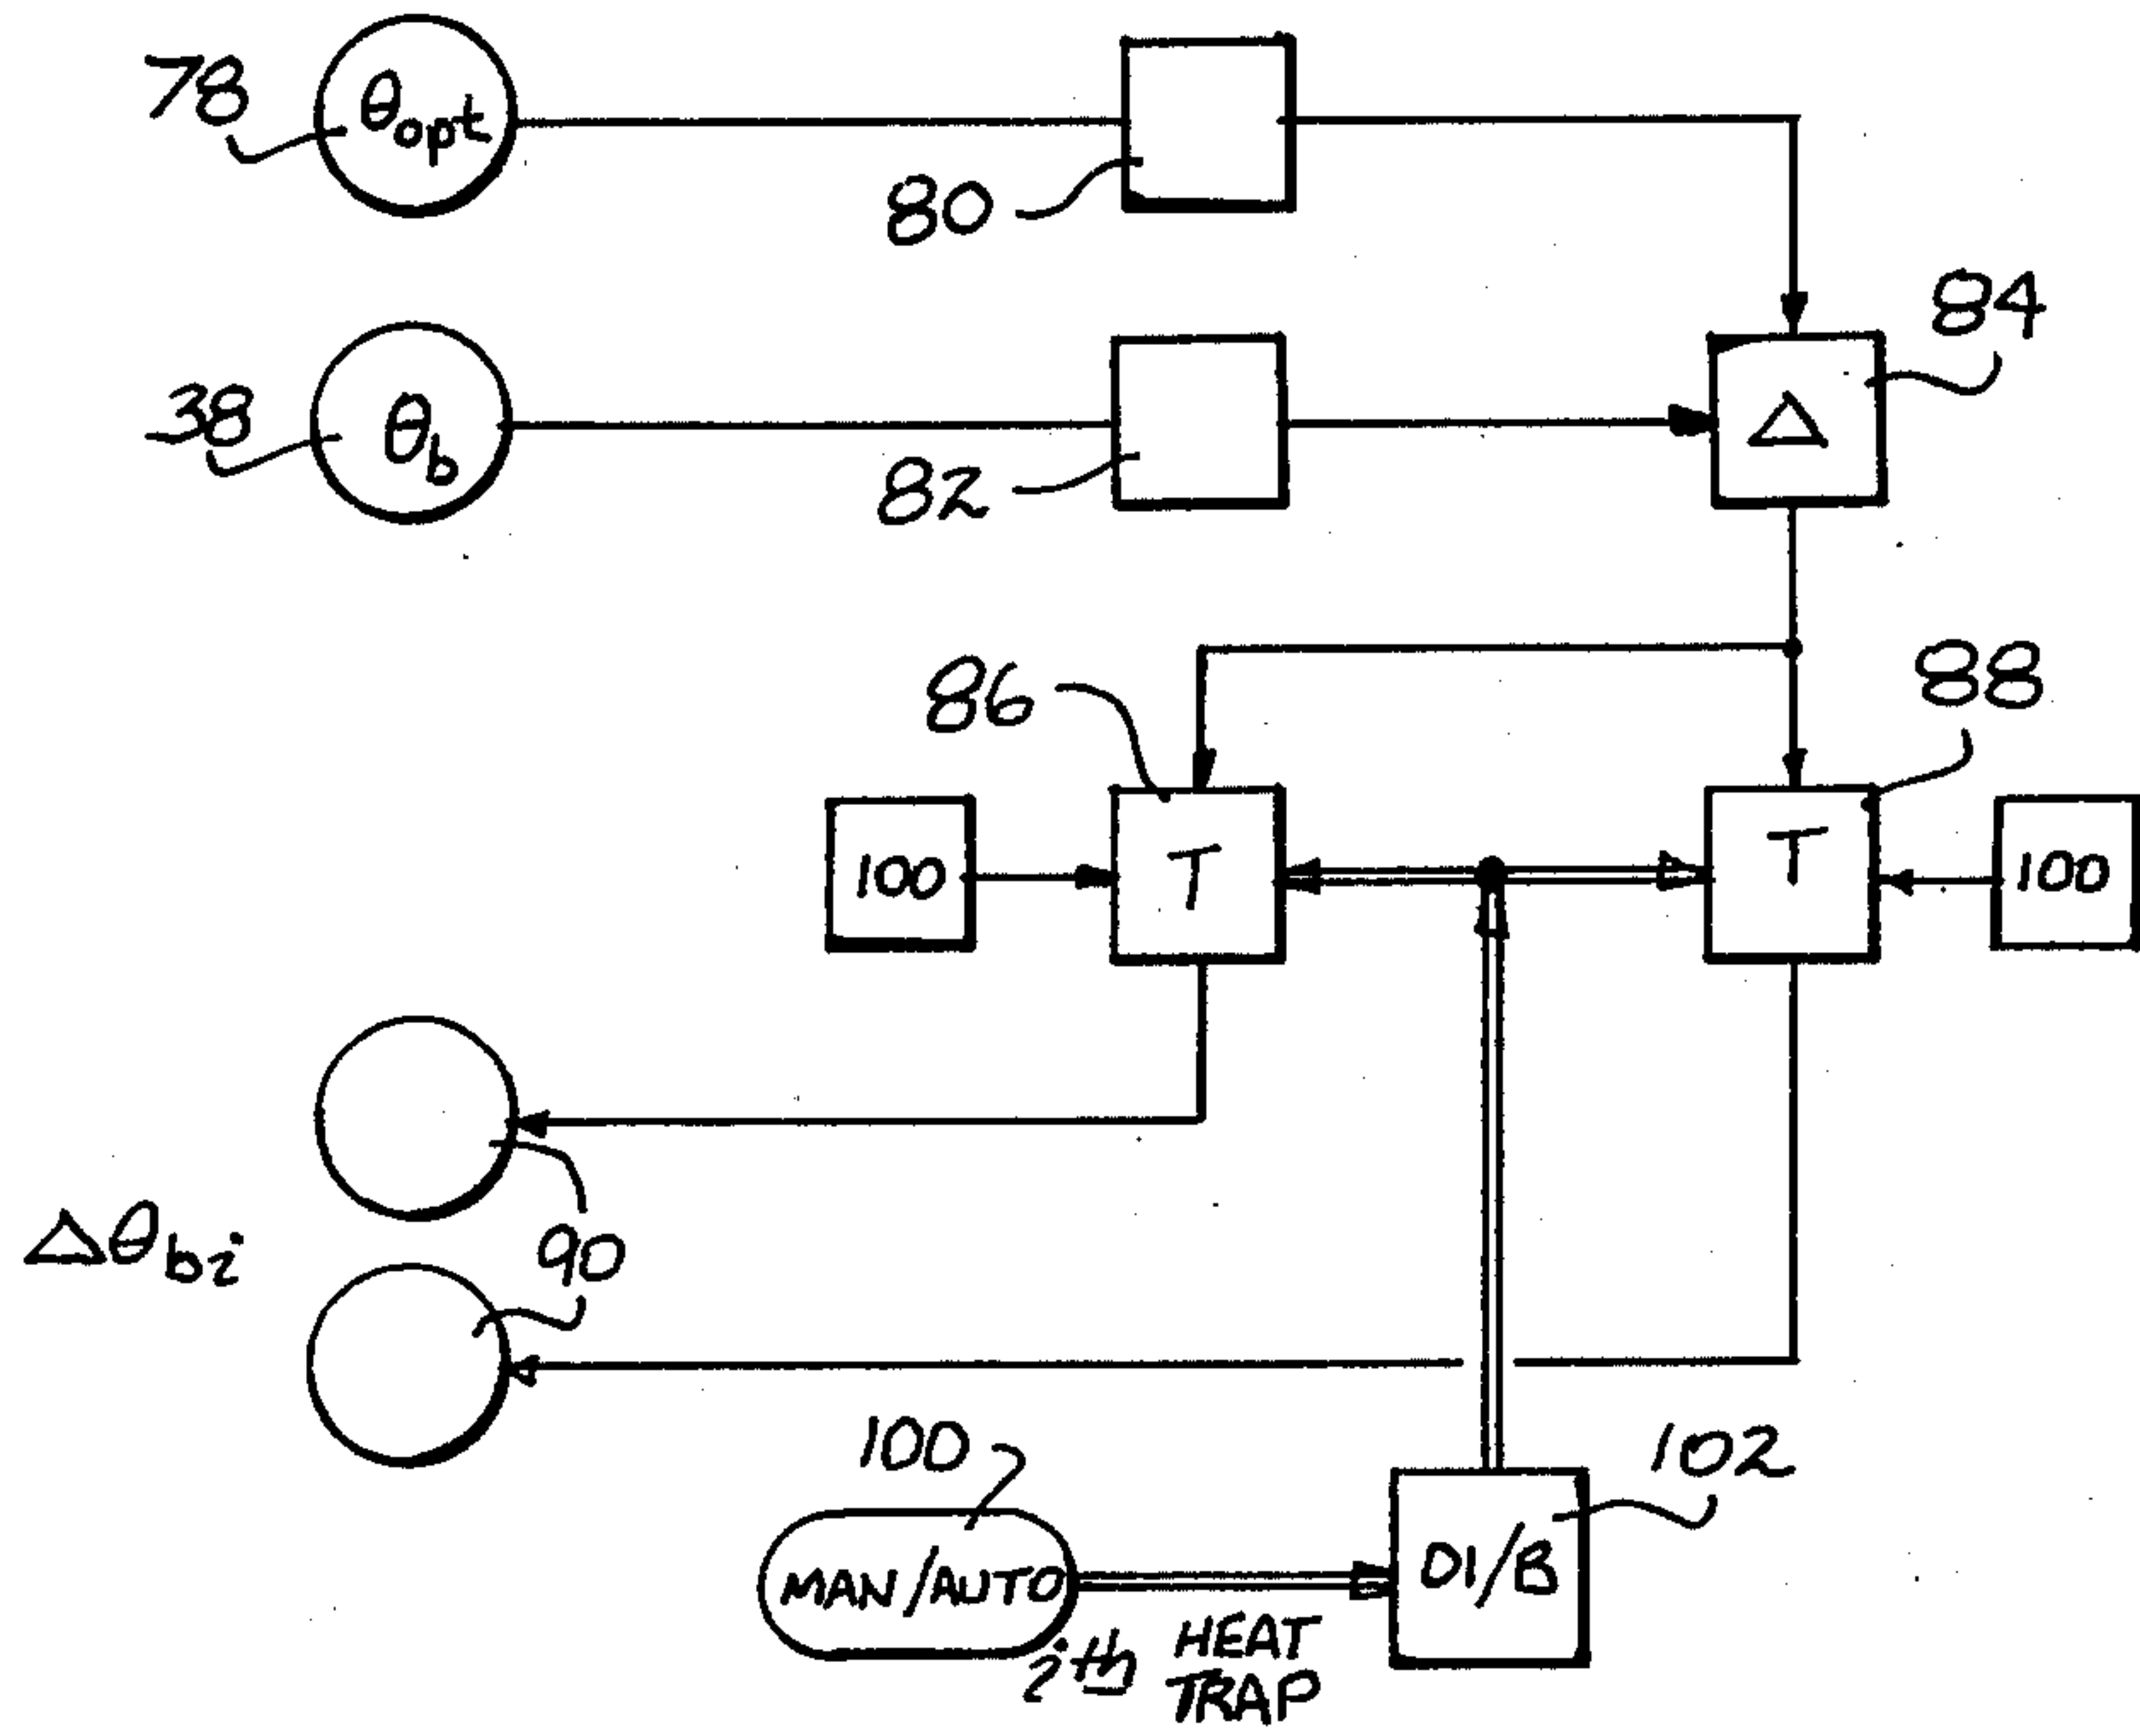 78
θopt
80
84
38
θb
82
Δ
86
88
100
T
T
100
Δθbi
90
100
102
MAN/AUTO
DI/B
ith HEAT
TRAP